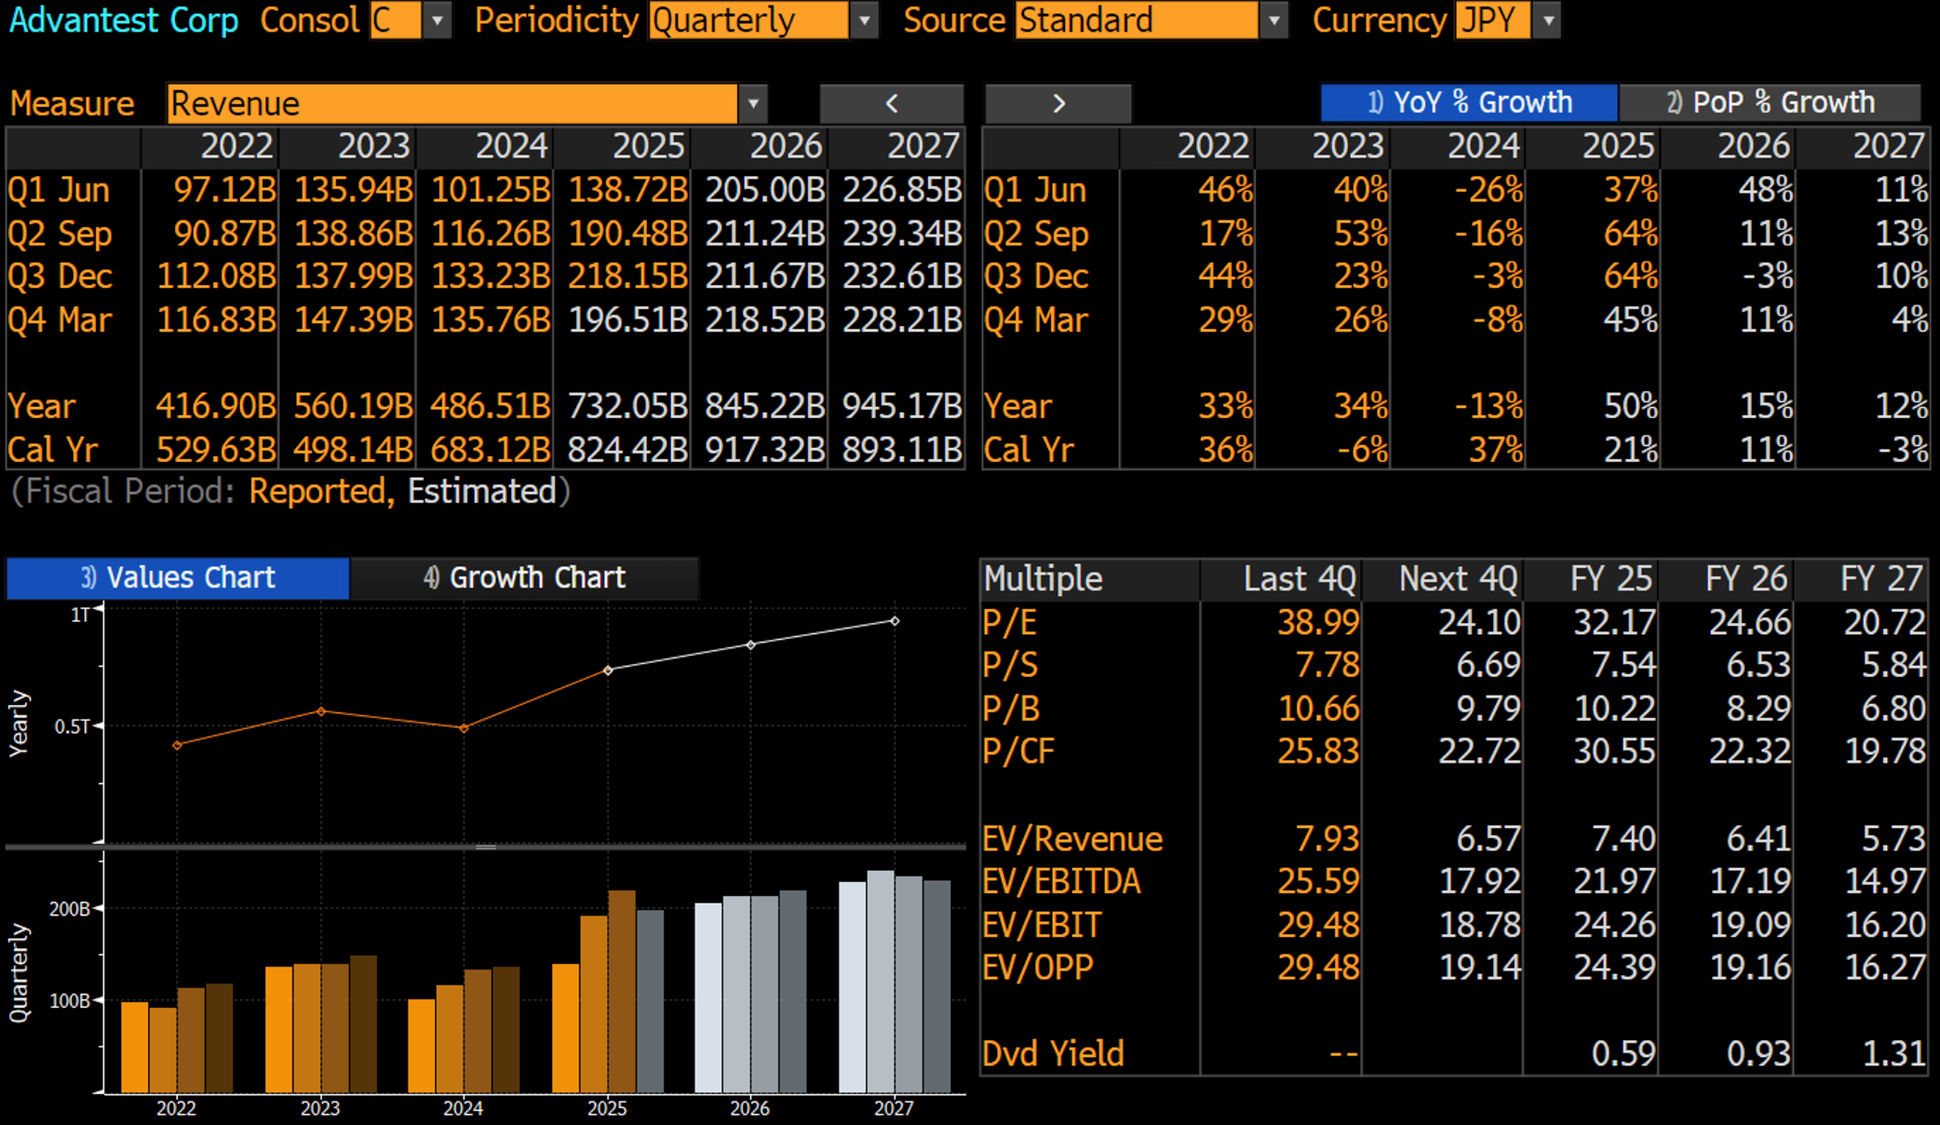 Advantest Corp Consol C Periodicity Quarterly Source Standard Currency JPY
Measure Revenue < > 1) YoY % Growth 2) PoP % Growth
2022 2023 2024 2025 2026 2027
Q1 Jun 97.12B 135.94B 101.25B 138.72B 205.00B 226.85B
Q2 Sep 90.87B 138.86B 116.26B 190.48B 211.24B 239.34B
Q3 Dec 112.08B 137.99B 133.23B 218.15B 211.67B 232.61B
Q4 Mar 116.83B 147.39B 135.76B 196.51B 218.52B 228.21B
Year 416.90B 560.19B 486.51B 732.05B 845.22B 945.17B
Cal Yr 529.63B 498.14B 683.12B 824.42B 917.32B 893.11B
(Fiscal Period: Reported, Estimated)
2022 2023 2024 2025 2026 2027
Q1 Jun 46% 40% -26% 37% 48% 11%
Q2 Sep 17% 53% -16% 64% 11% 13%
Q3 Dec 44% 23% -3% 64% -3% 10%
Q4 Mar 29% 26% -8% 45% 11% 4%
Year 33% 34% -13% 50% 15% 12%
Cal Yr 36% -6% 37% 21% 11% -3%
3) Values Chart 4) Growth Chart
1T
0.5T
Yearly
200B
100B
Quarterly
2022 2023 2024 2025 2026 2027
Multiple Last 4Q Next 4Q FY 25 FY 26 FY 27
P/E 38.99 24.10 32.17 24.66 20.72
P/S 7.78 6.69 7.54 6.53 5.84
P/B 10.66 9.79 10.22 8.29 6.80
P/CF 25.83 22.72 30.55 22.32 19.78
EV/Revenue 7.93 6.57 7.40 6.41 5.73
EV/EBITDA 25.59 17.92 21.97 17.19 14.97
EV/EBIT 29.48 18.78 24.26 19.09 16.20
EV/OPP 29.48 19.14 24.39 19.16 16.27
Dvd Yield -- 0.59 0.93 1.31